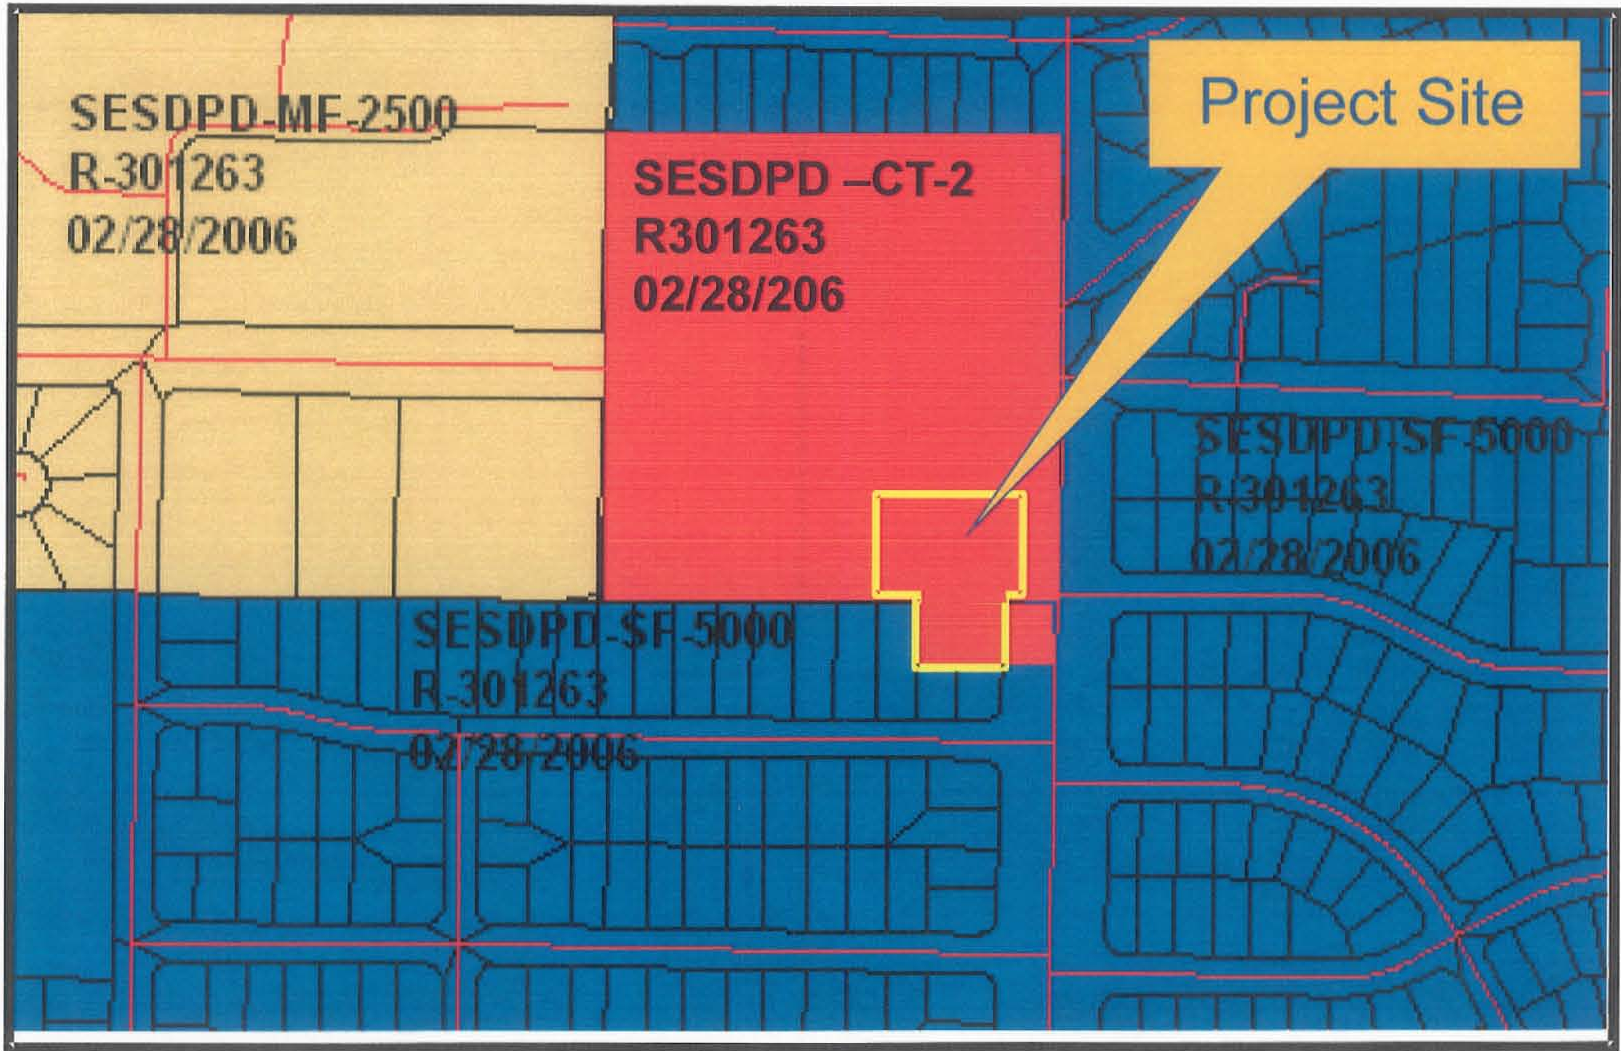 SESDPD-MF-2500
R-301263
02/28/2006
SESDPD –CT-2
R301263
02/28/206
Project Site
SESDPD-SF-5000
R-301263
02/28/2006
SESDPD-SF-5000
R-301263
02/28/2006